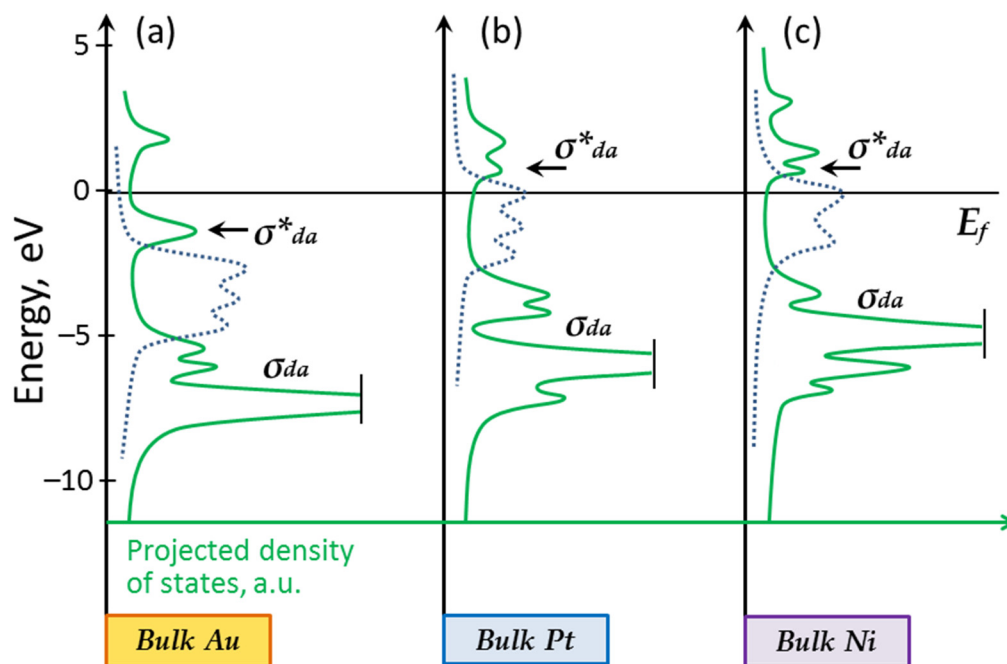 (a)
(b)
(c)
5
0
−5
−10
Energy, eV
σ*da
σ*da
σ*da
Ef
σda
σda
σda
Projected density
of states, a.u.
Bulk Au
Bulk Pt
Bulk Ni